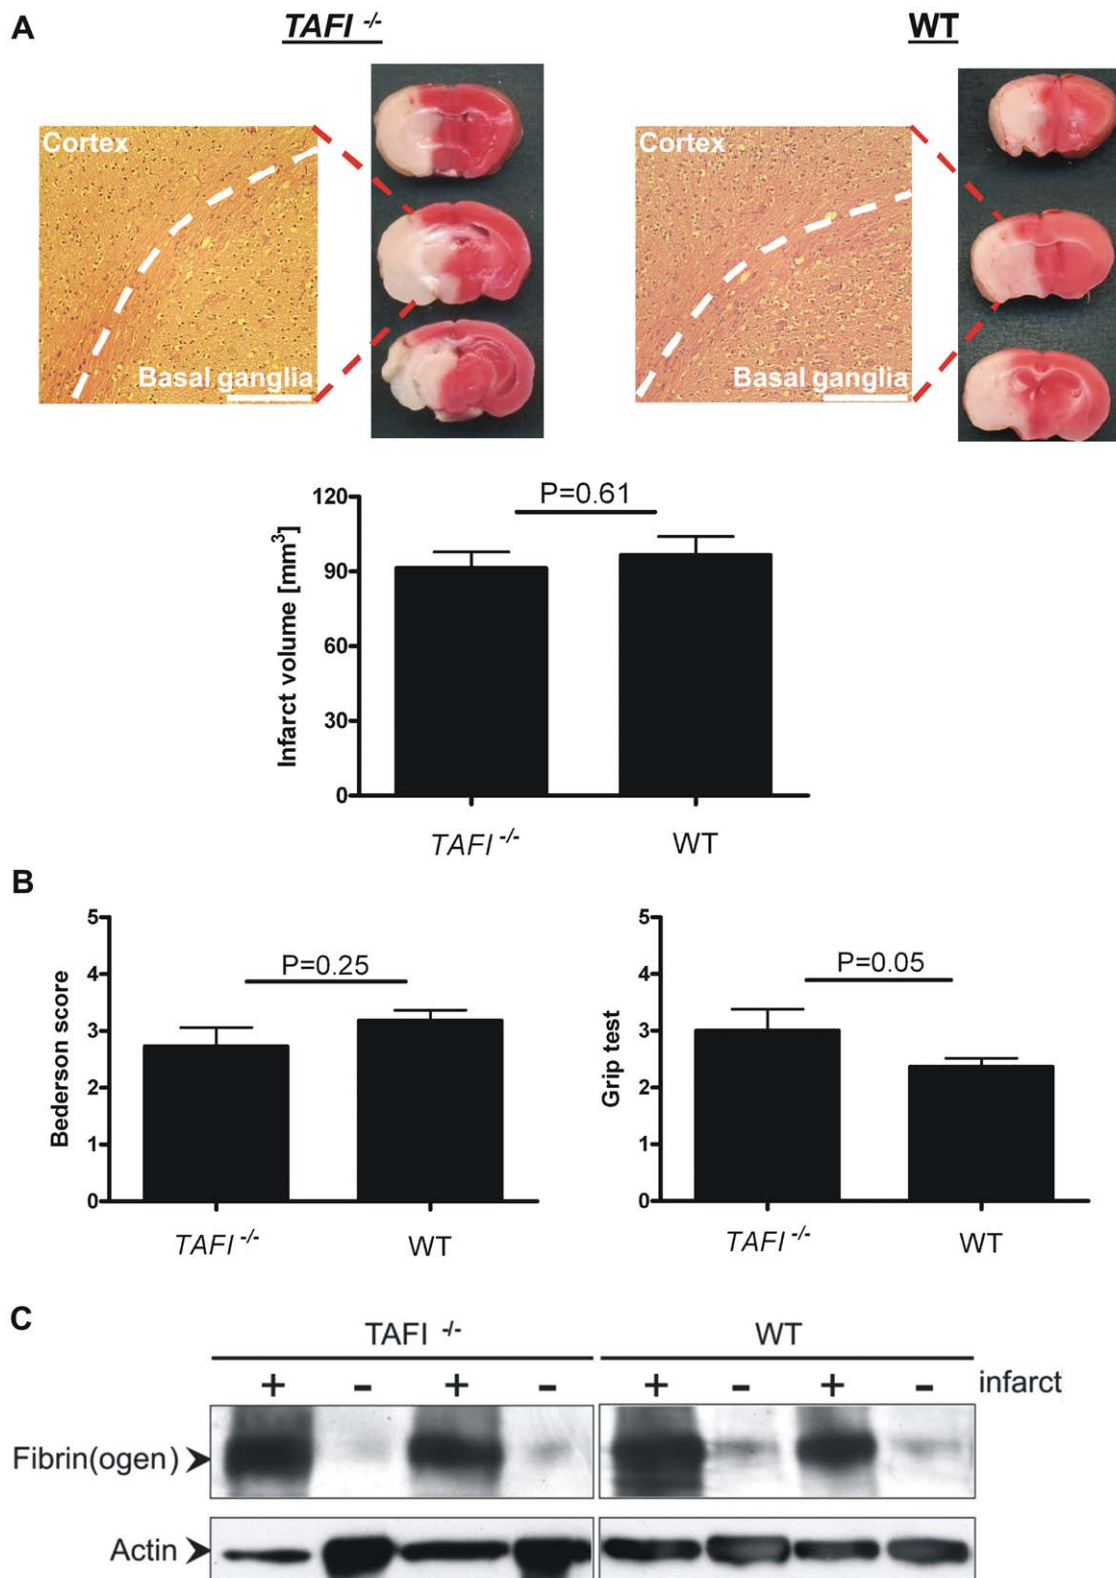 A
TAFI -/-
WT
Cortex
Basal ganglia
Cortex
Basal ganglia
P=0.61
Infarct volume [mm³]
120
90
60
30
0
TAFI -/-
WT
B
P=0.25
Bederson score
5
4
3
2
1
0
TAFI -/-
WT
P=0.05
Grip test
5
4
3
2
1
0
TAFI -/-
WT
C
TAFI -/-
WT
+ - + - + - + - infarct
Fibrin(ogen)
Actin